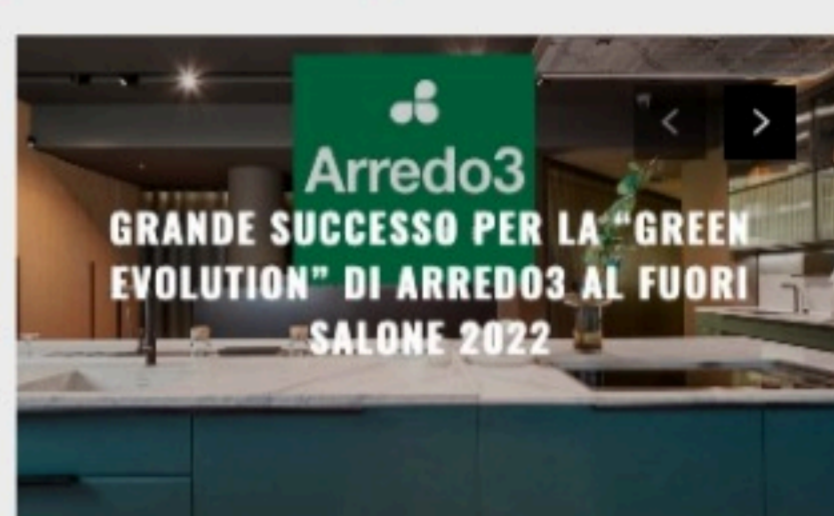 Arredo3
GRANDE SUCCESSO PER LA “GREEN
EVOLUTION” DI ARREDO3 AL FUORI
SALONE 2022